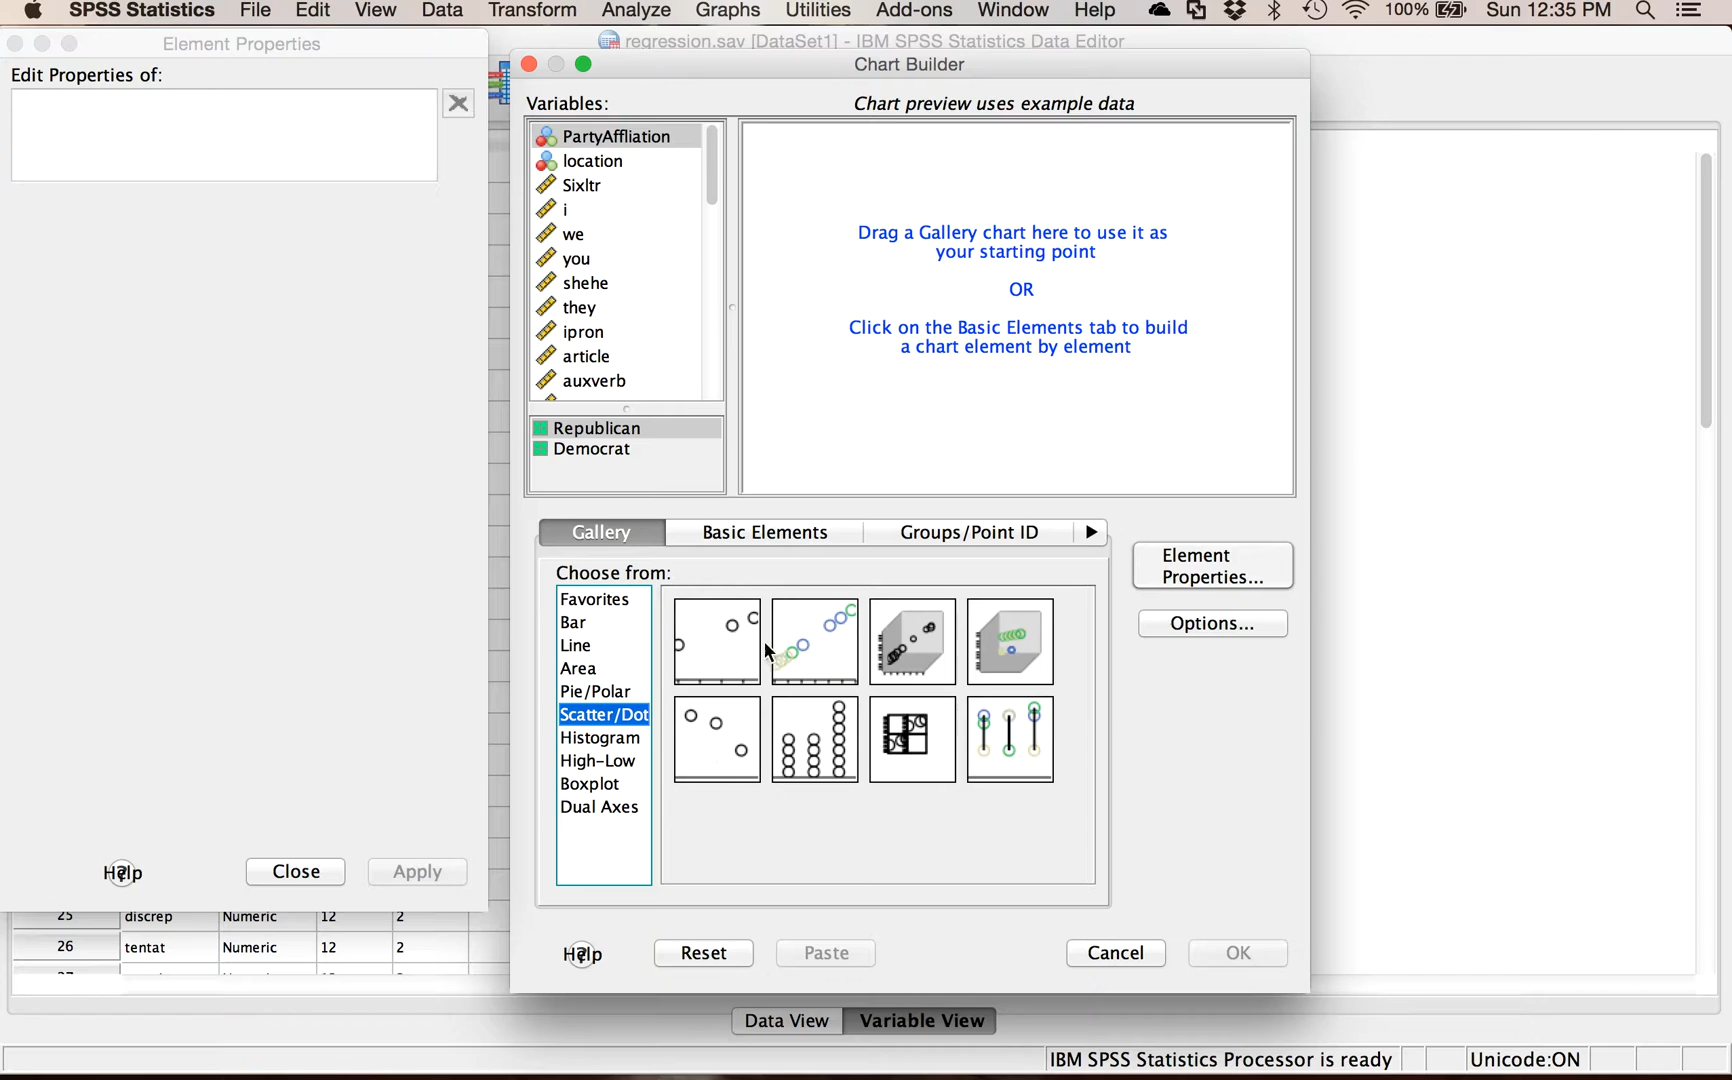 SPSS Statistics File Edit View Data Transform Analyze Graphs Utilities Add-ons Window Help 100% Sun 12:35 PM
Element Properties
regression.sav [DataSet1] - IBM SPSS Statistics Data Editor
Chart Builder
Edit Properties of:
Variables:
Chart preview uses example data
PartyAffliation
location
Sixltr
i
we
you
shehe
they
ipron
article
auxverb
Republican
Democrat
Drag a Gallery chart here to use it as
your starting point
OR
Click on the Basic Elements tab to build
a chart element by element
Gallery Basic Elements Groups/Point ID
Element
Properties...
Options...
Choose from:
Favorites
Bar
Line
Area
Pie/Polar
Scatter/Dot
Histogram
High-Low
Boxplot
Dual Axes
Help Close Apply
25 discrep Numeric 12 2
26 tentat Numeric 12 2
Help Reset Paste Cancel OK
Data View Variable View
IBM SPSS Statistics Processor is ready Unicode:ON